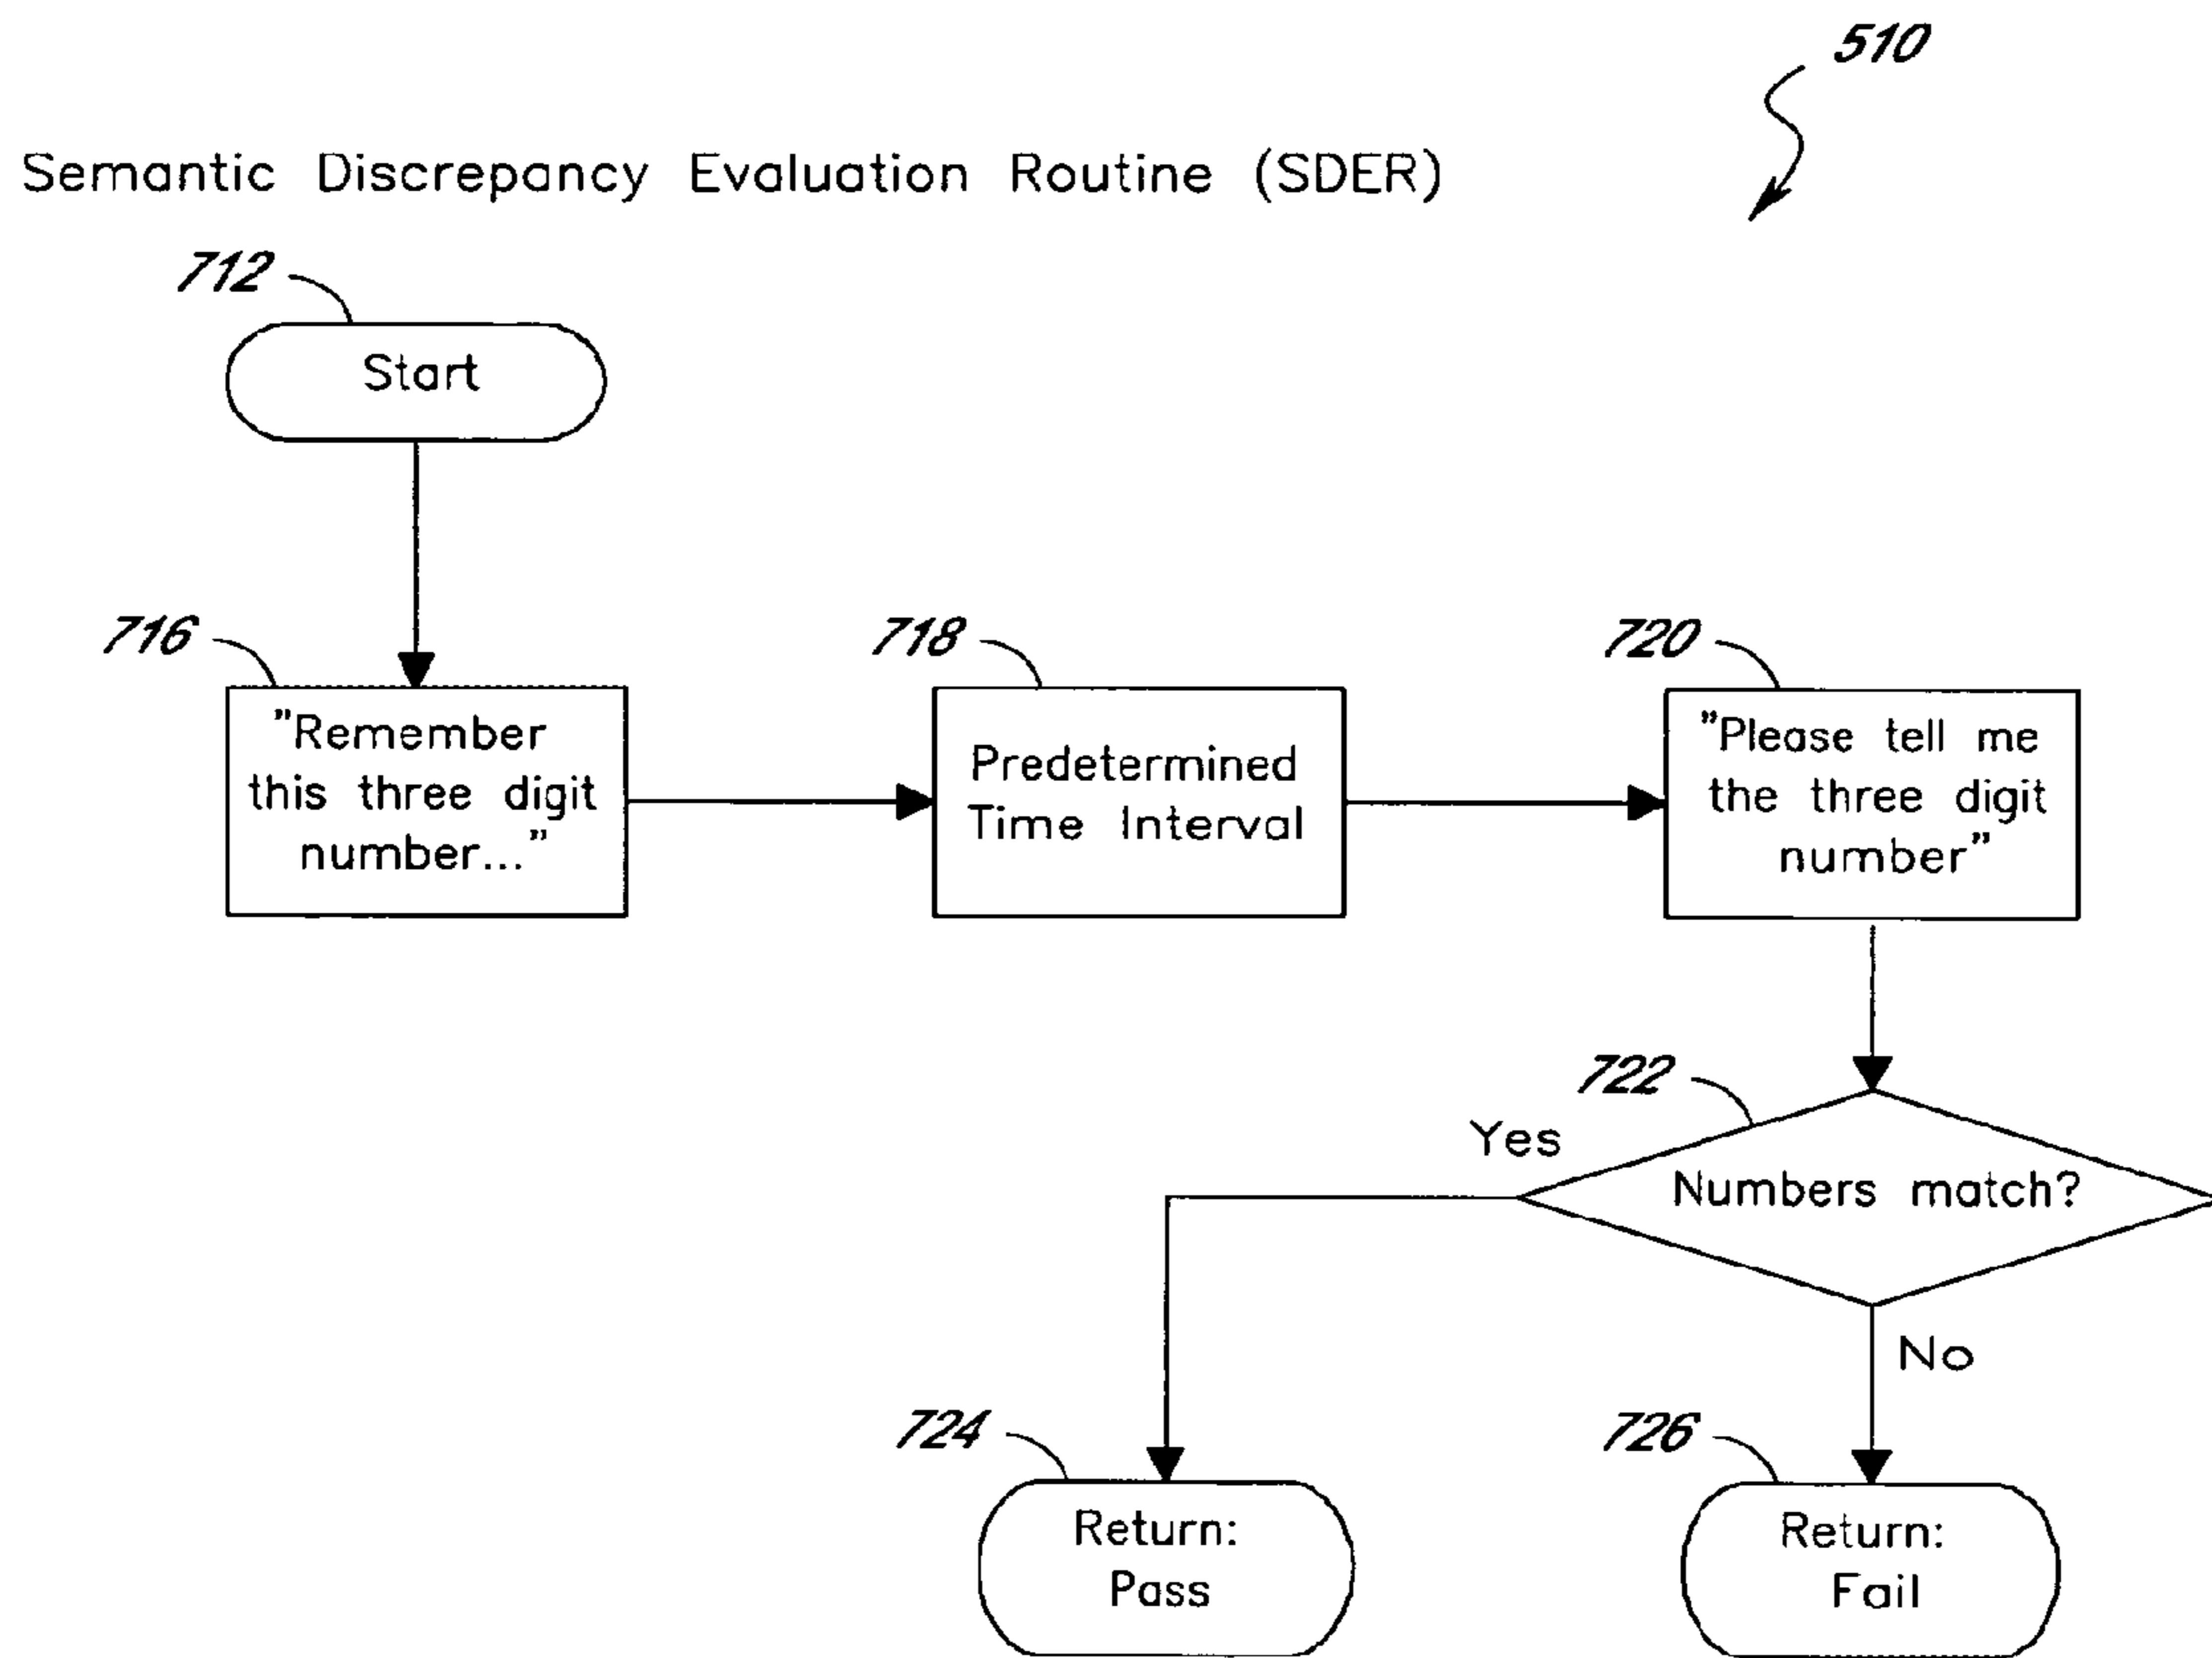 510
Semantic Discrepancy Evaluation Routine (SDER)
712
Start
716
"Remember
this three digit
number..."
718
Predetermined
Time Interval
720
"Please tell me
the three digit
number"
722
Yes
Numbers match?
No
724
Return:
Pass
726
Return:
Fail